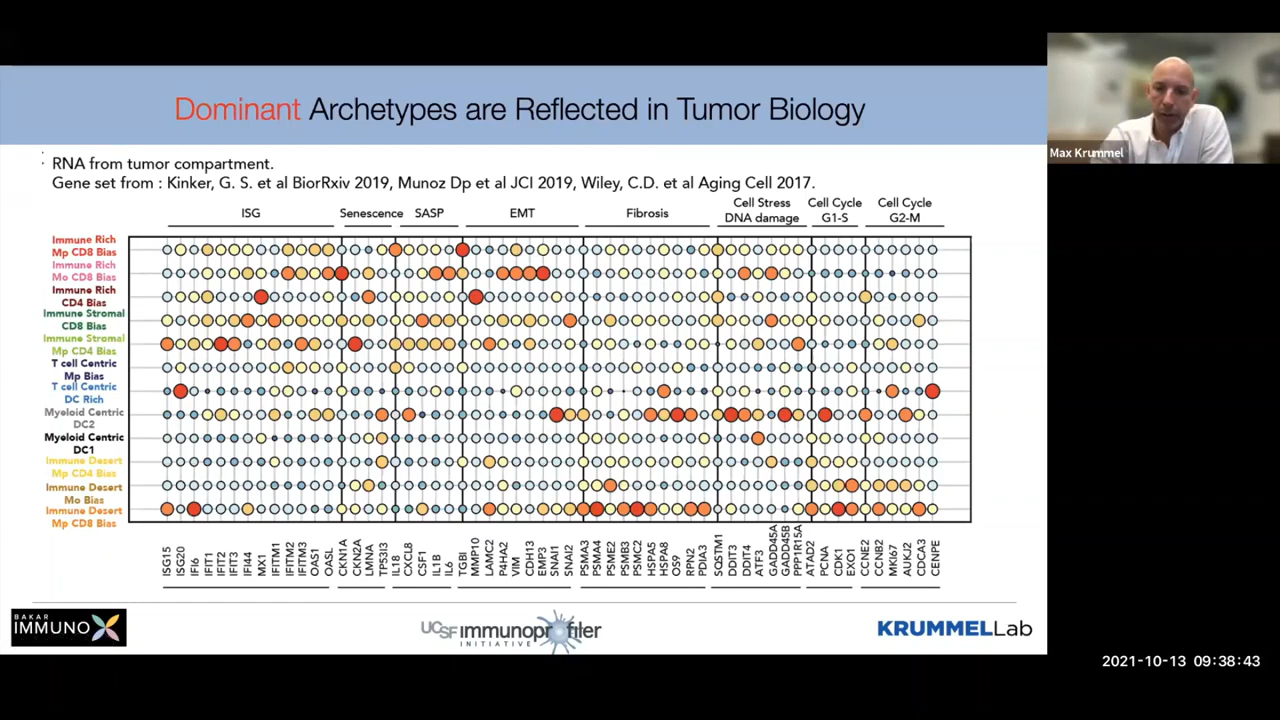 Dominant Archetypes are Reflected in Tumor Biology
Max Krummel
RNA from tumor compartment.
Gene set from : Kinker, G. S. et al BiorRxiv 2019, Munoz Dp et al JCI 2019, Wiley, C.D. et al Aging Cell 2017.
ISG
Senescence
SASP
EMT
Fibrosis
Cell Stress
DNA damage
Cell Cycle
G1-S
Cell Cycle
G2-M
Immune Rich
Mp CD8 Bias
Immune Rich
Mo CD8 Bias
Immune Rich
CD4 Bias
Immune Stromal
CD8 Bias
Immune Stromal
Mp CD4 Bias
T cell Centric
Mp Bias
T cell Centric
DC Rich
Myeloid Centric
DC2
Myeloid Centric
DC1
Immune Desert
Mp CD4 Bias
Immune Desert
Mo Bias
Immune Desert
Mp CD8 Bias
ISG15
ISG20
IFI6
IFIT1
IFIT2
IFIT3
IFI44
MX1
IFITM1
IFITM2
IFITM3
OAS1
OASL
CKN1A
CKN2A
LMNA
TP53I3
IL18
CXCL8
CSF1
IL1B
IL6
TGBI
MMP10
LAMC2
P4HA2
VIM
CDH13
EMP3
SNAI1
SNAI2
PSMA3
PSMA4
PSME2
PSMB3
PSMC2
HSPA5
HSPA8
OS9
RPN2
PDIA3
SQSTM1
DDIT3
DDIT4
ATF3
GADD45A
GADD45B
PPP1R15A
ATAD2
PCNA
CDK1
EXO1
CCNE2
CCNB2
MKI67
AUKJ2
CDCA3
CENPE
BAKAR
IMMUNOX
UCSF immunoprofiler
INITIATIVE
KRUMMELLab
2021-10-13 09:38:43